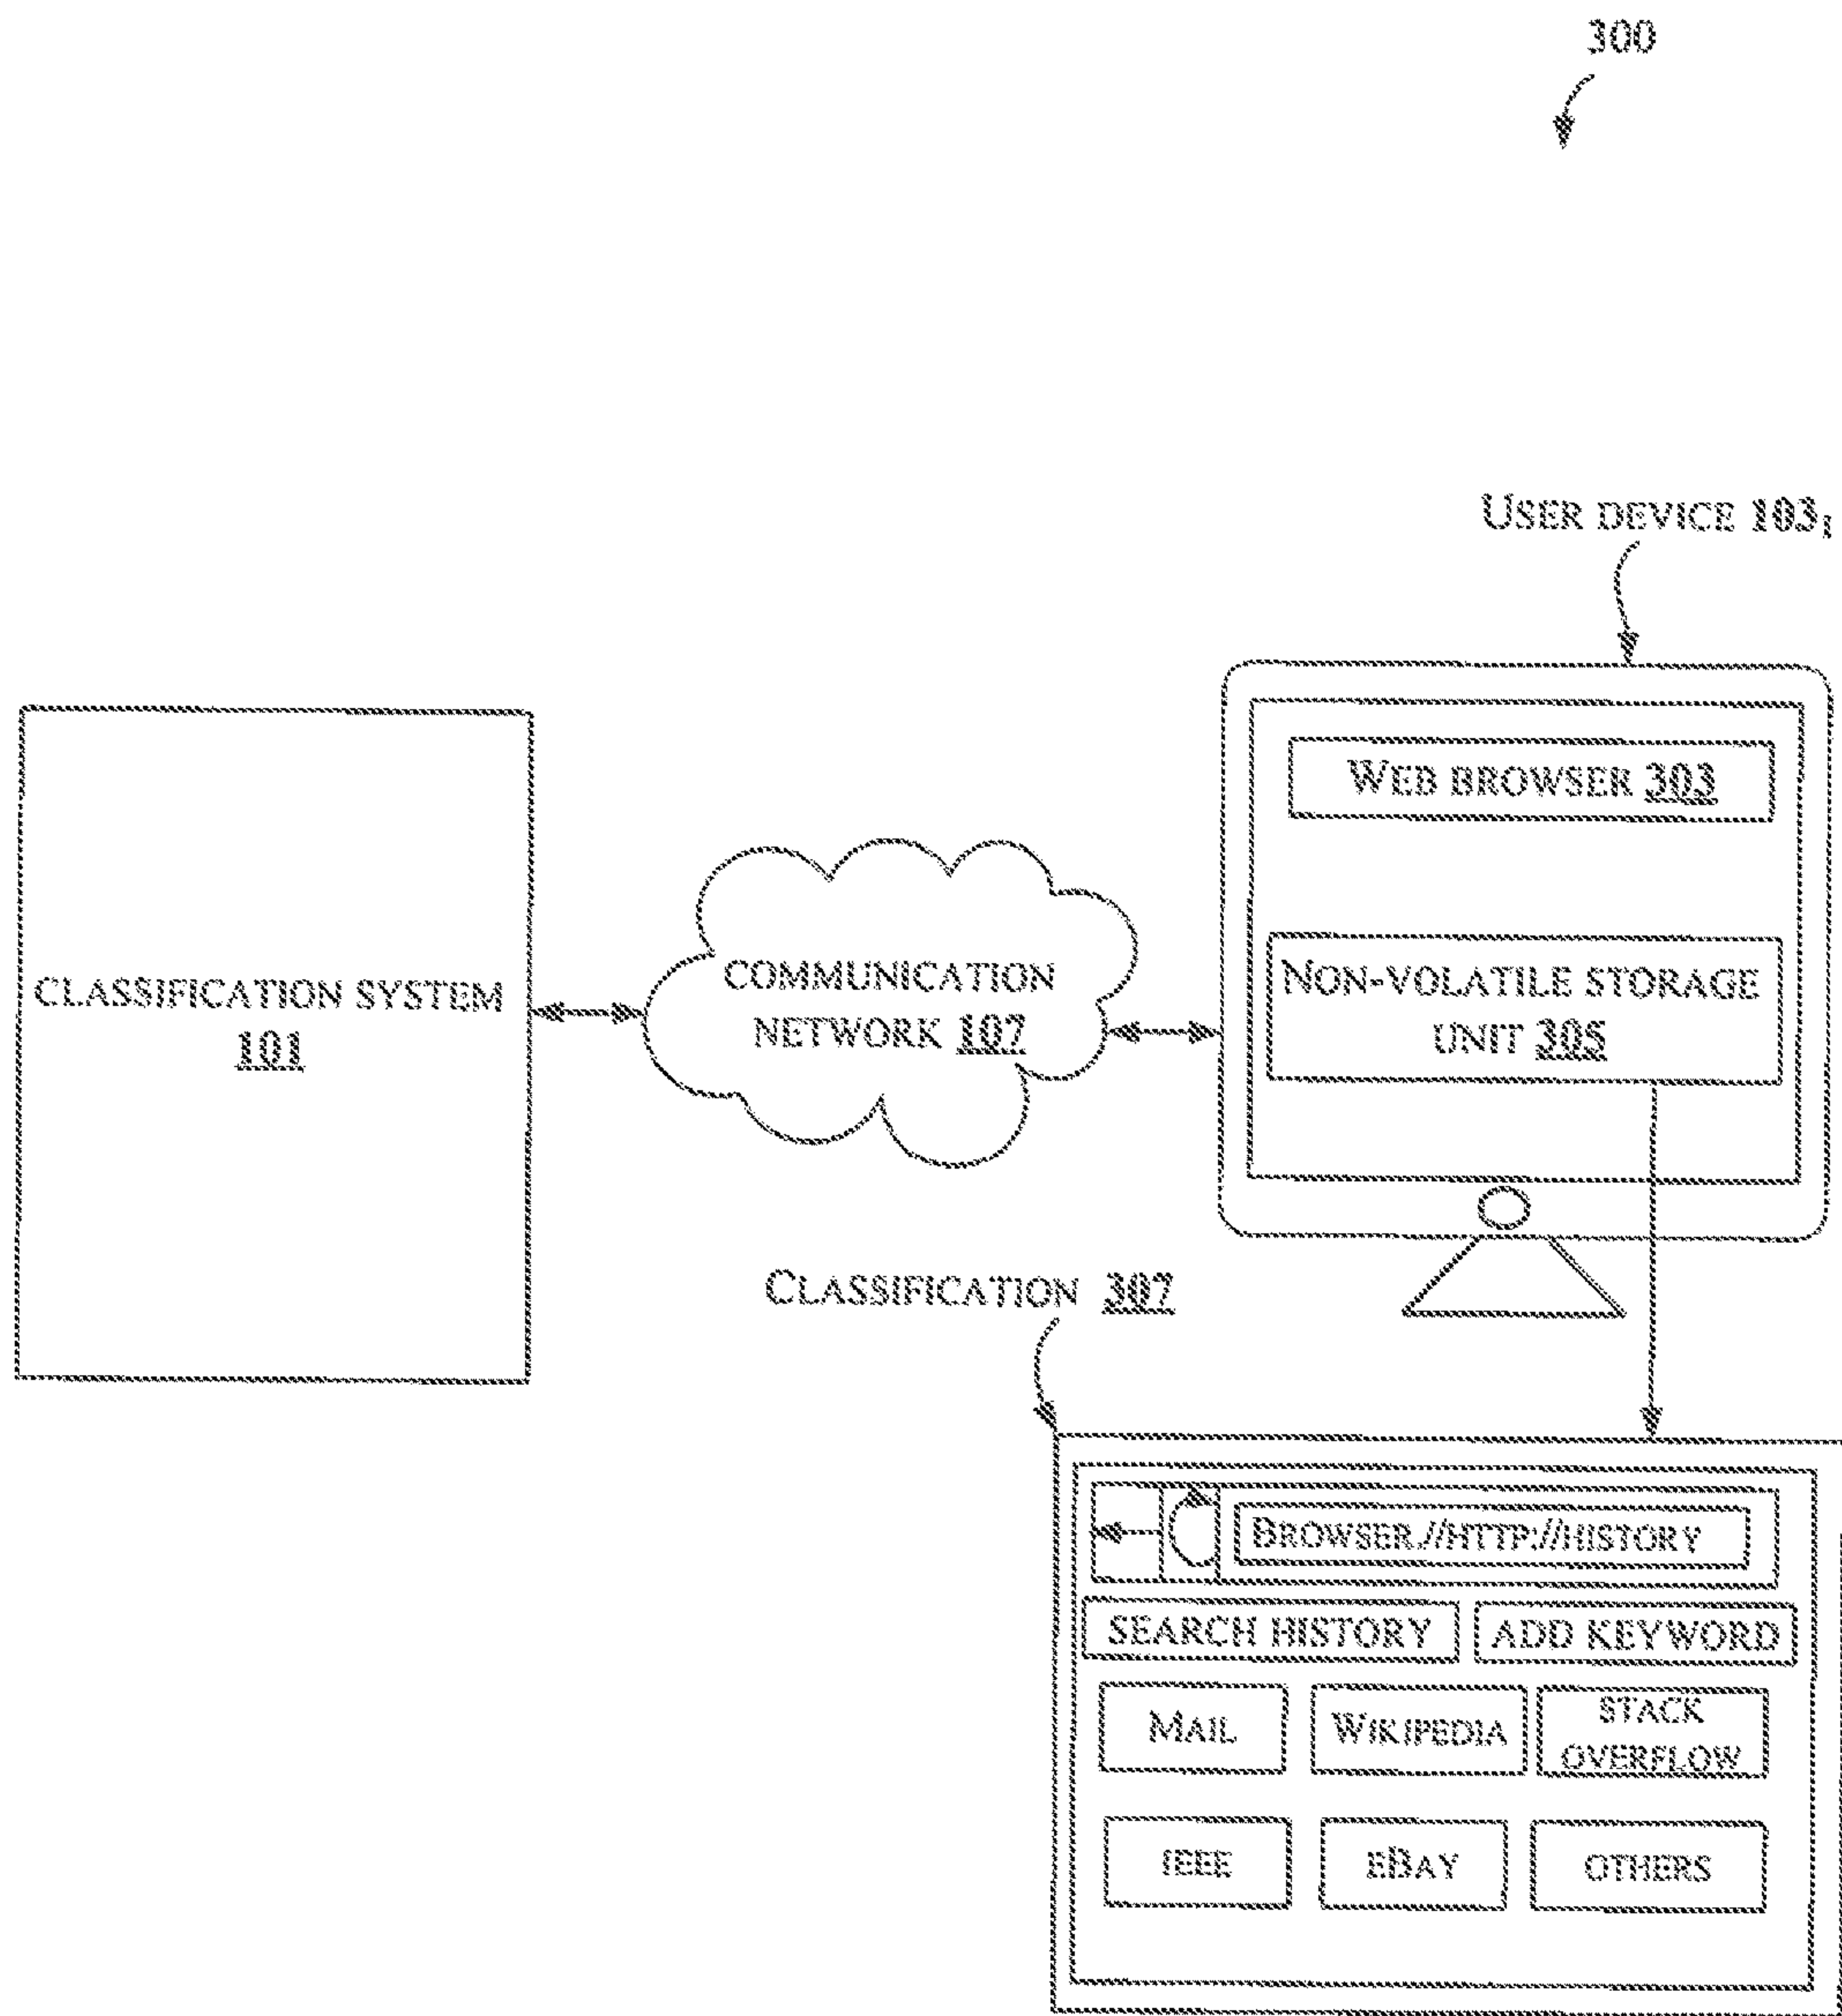 300
USER DEVICE 103₁
WEB BROWSER 303
NON-VOLATILE STORAGE
UNIT 305
COMMUNICATION
NETWORK 107
CLASSIFICATION SYSTEM
101
CLASSIFICATION 307
BROWSER.//HTTP://HISTORY
SEARCH HISTORY
ADD KEYWORD
MAIL
WIKIPEDIA
STACK
OVERFLOW
IEEE
EBAY
OTHERS